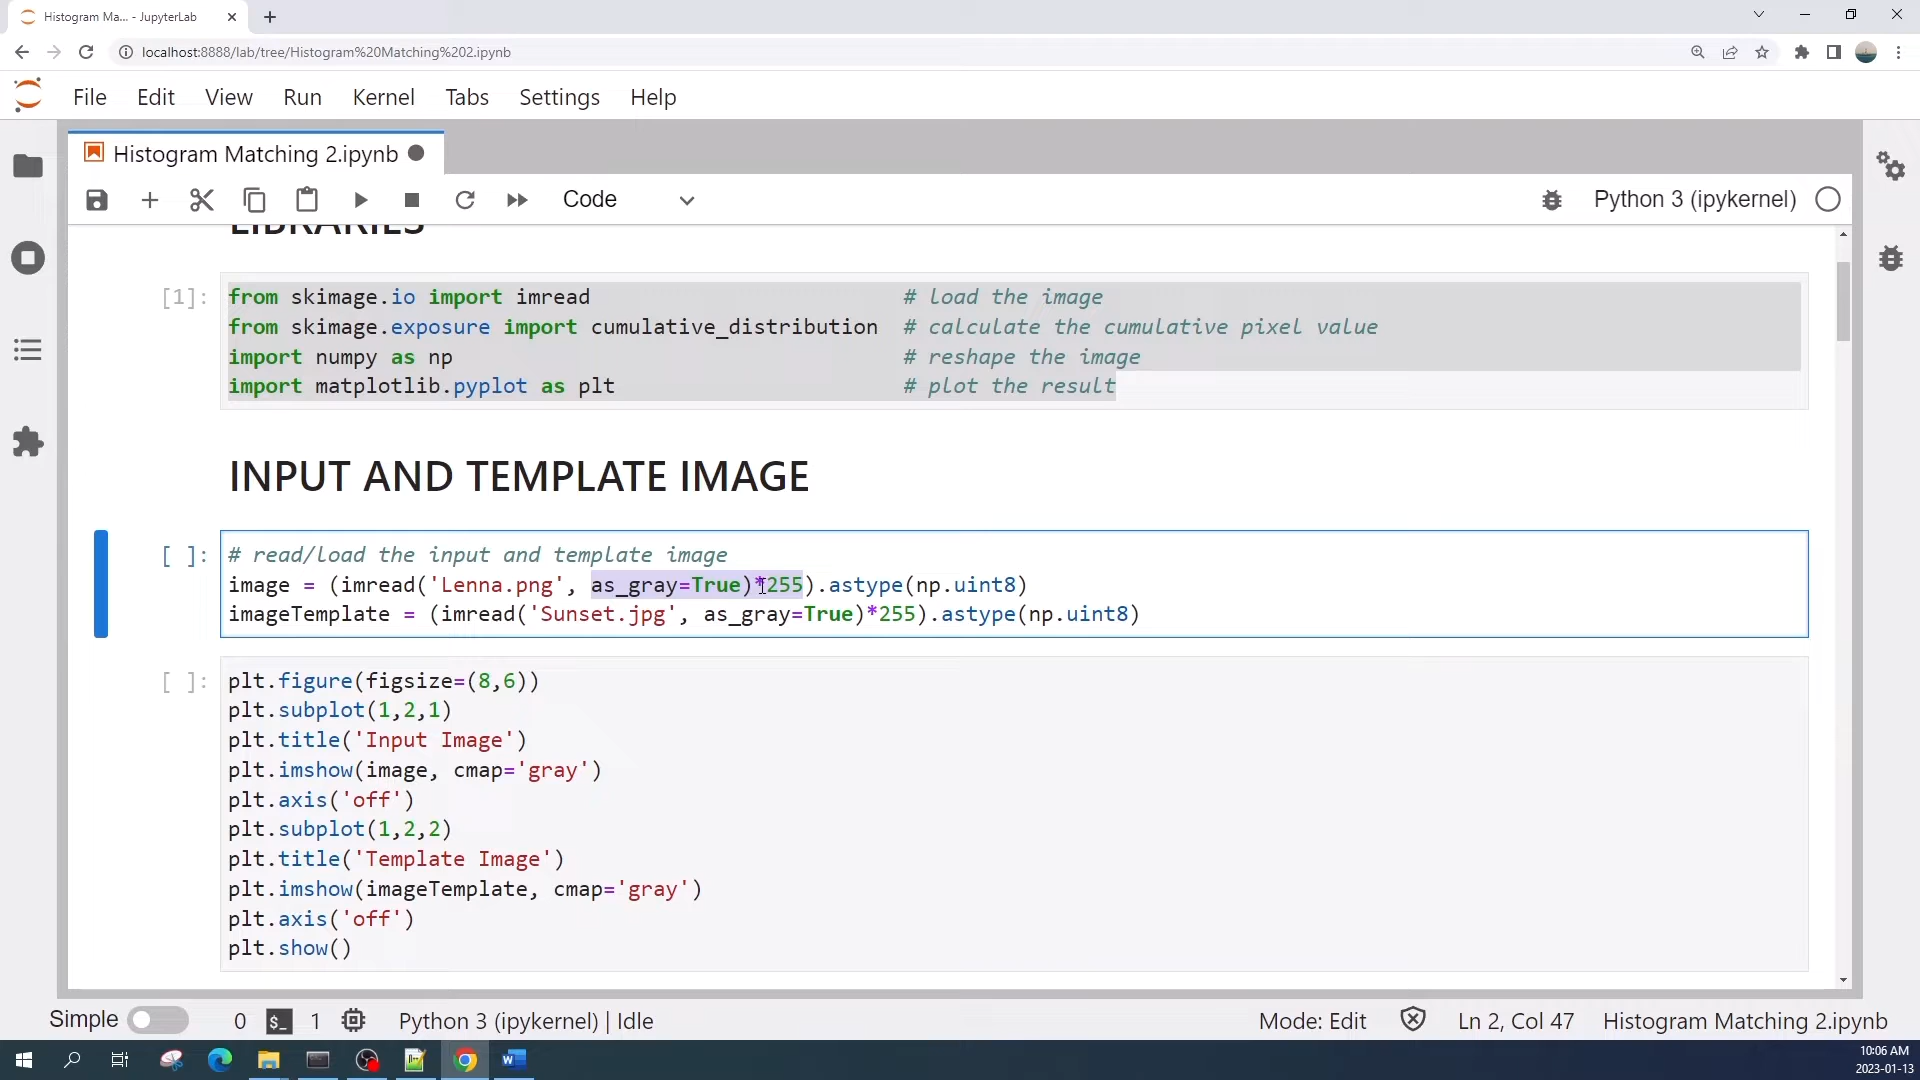 Histogram Ma... - JupyterLab
localhost:8888/lab/tree/Histogram%20Matching%202.ipynb
File Edit View Run Kernel Tabs Settings Help
Histogram Matching 2.ipynb
Code
Python 3 (ipykernel)
LIBRARIES
[1]:
from skimage.io import imread # load the image
from skimage.exposure import cumulative_distribution # calculate the cumulative pixel value
import numpy as np # reshape the image
import matplotlib.pyplot as plt # plot the result
INPUT AND TEMPLATE IMAGE
[ ]:
# read/load the input and template image
image = (imread('Lenna.png', as_gray=True)*255).astype(np.uint8)
imageTemplate = (imread('Sunset.jpg', as_gray=True)*255).astype(np.uint8)
[ ]:
plt.figure(figsize=(8,6))
plt.subplot(1,2,1)
plt.title('Input Image')
plt.imshow(image, cmap='gray')
plt.axis('off')
plt.subplot(1,2,2)
plt.title('Template Image')
plt.imshow(imageTemplate, cmap='gray')
plt.axis('off')
plt.show()
Simple 0 $_ 1 Python 3 (ipykernel) | Idle Mode: Edit Ln 2, Col 47 Histogram Matching 2.ipynb
10:06 AM
2023-01-13